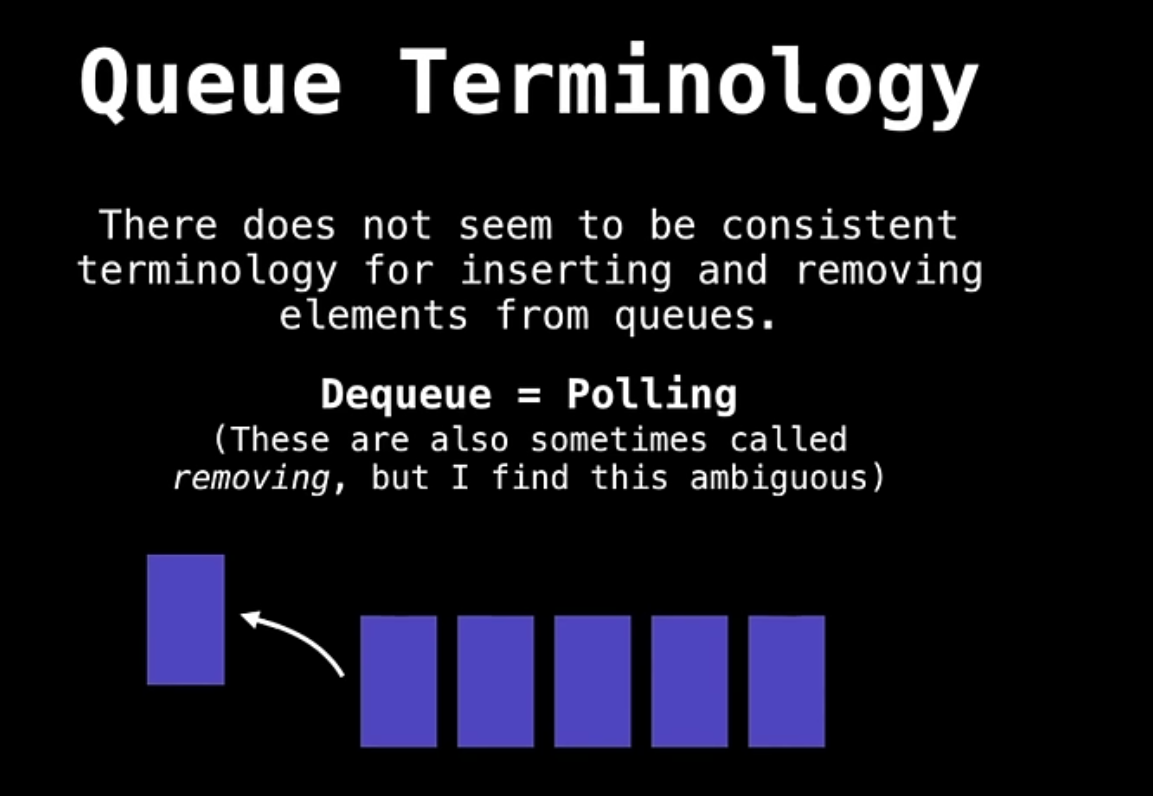 Queue Terminology
There does not seem to be consistent
terminology for inserting and removing
elements from queues.
Dequeue = Polling
(These are also sometimes called
removing, but I find this ambiguous)